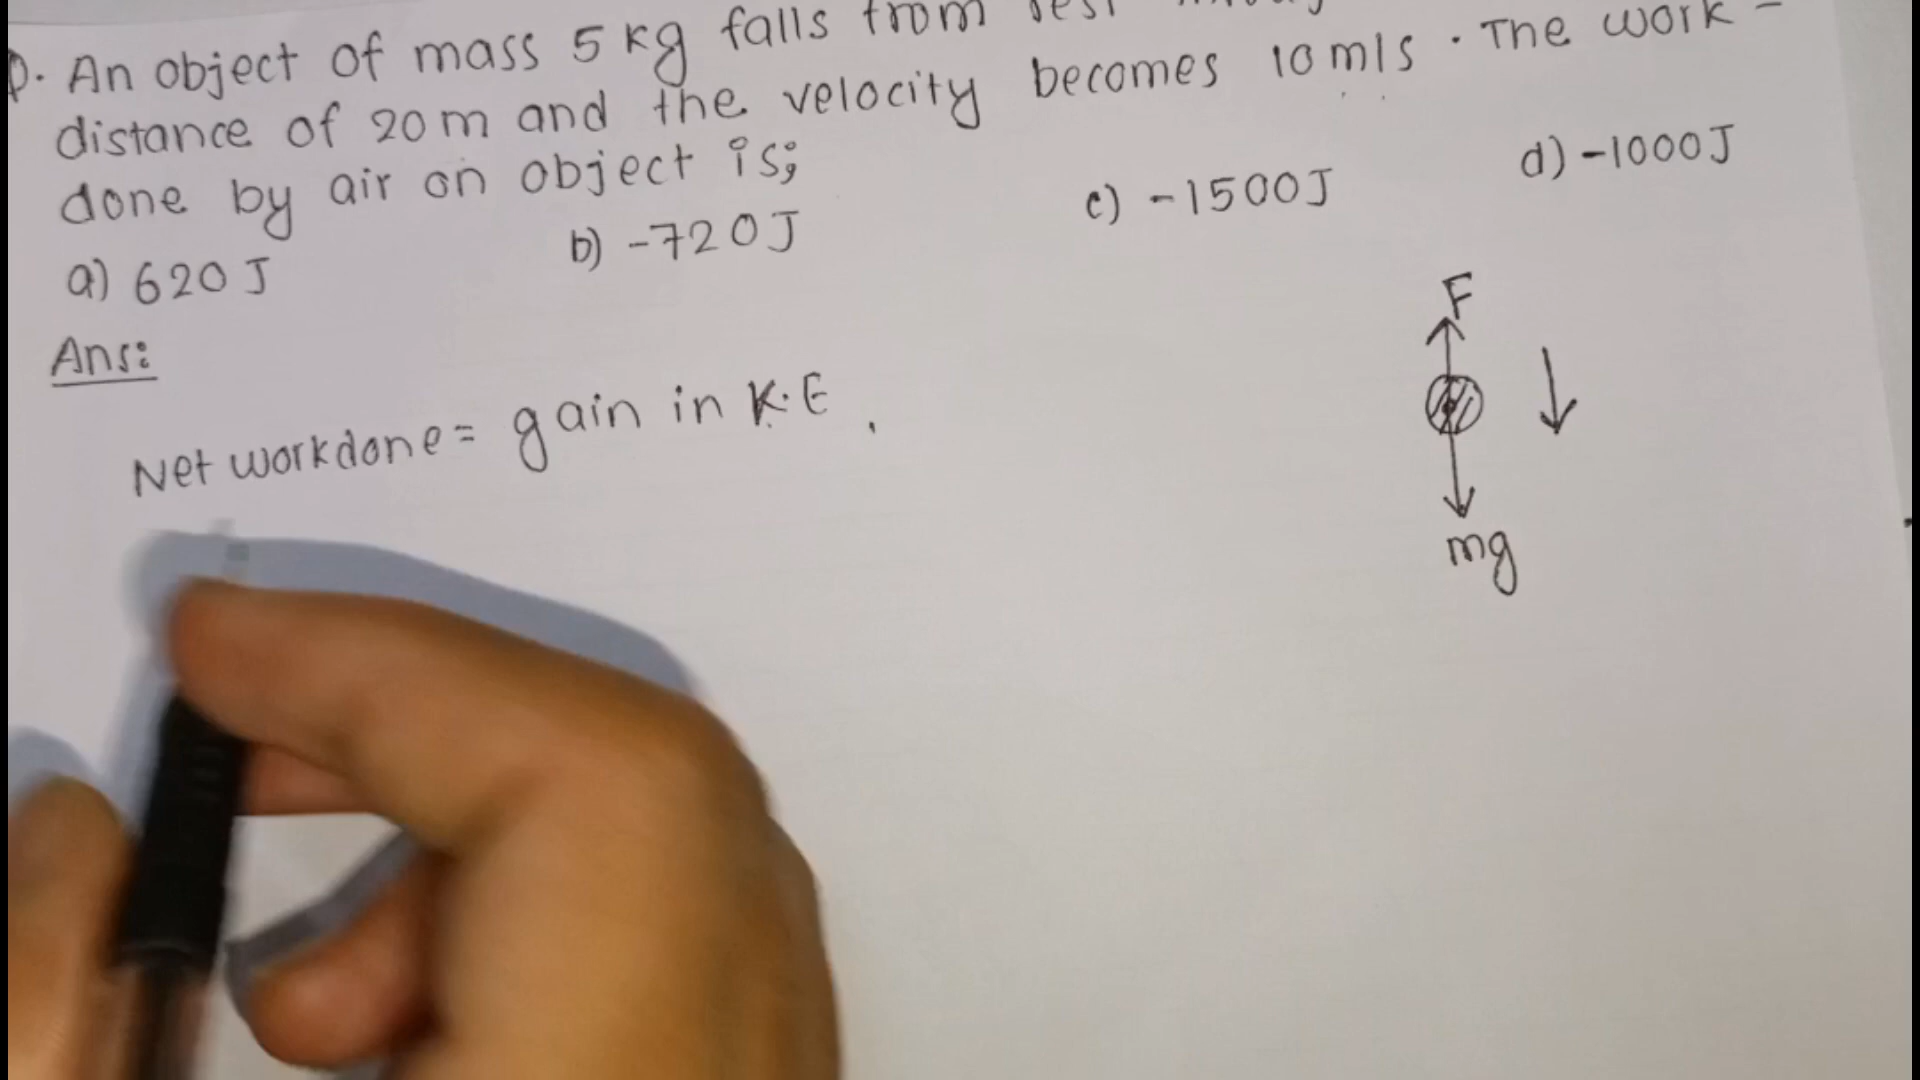 Q. An object of mass 5 kg falls from rest
distance of 20 m and the velocity becomes 10 m/s. The work-
done by air on object is;
a) 620 J b) -720 J c) -1500 J d) -1000 J
Ans:
Net workdone = gain in K.E.
F
mg